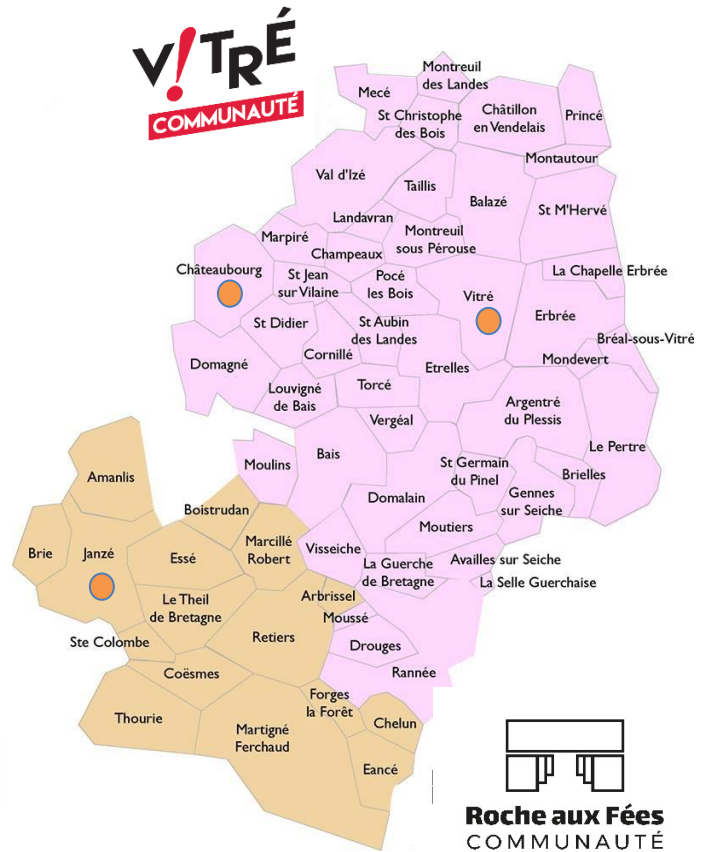 V!TRÉ
COMMUNAUTÉ
Montreuil
des Landes
Mecé
St Christophe
des Bois
Châtillon
en Vendelais
Princé
Montautour
Val d'Izé
Taillis
Balazé
St M'Hervé
Landavran
Marpiré
Champeaux
Montreuil
sous Pérouse
Châteaubourg
St Jean
sur Vilaine
Pocé
les Bois
Vitré
La Chapelle Erbrée
Erbrée
St Didier
St Aubin
des Landes
Cornillé
Bréal-sous-Vitré
Mondevert
Domagné
Etrelles
Louvigné
de Bais
Torcé
Vergéal
Argentré
du Plessis
Le Pertre
Moulins
Bais
St Germain
du Pinel
Brielles
Gennes
sur Seiche
Amanlis
Domalain
Boistrudan
Moutiers
Brie
Janzé
Essé
Marcillé
Robert
Visseiche
La Guerche
de Bretagne
Availles sur Seiche
La Selle Guerchaise
Le Theil
de Bretagne
Arbrissel
Moussé
Ste Colombe
Retiers
Drouges
Rannée
Coësmes
Thourie
Forges
la Forêt
Martigné
Ferchaud
Chelun
Eancé
Roche aux Fées
COMMUNAUTÉ